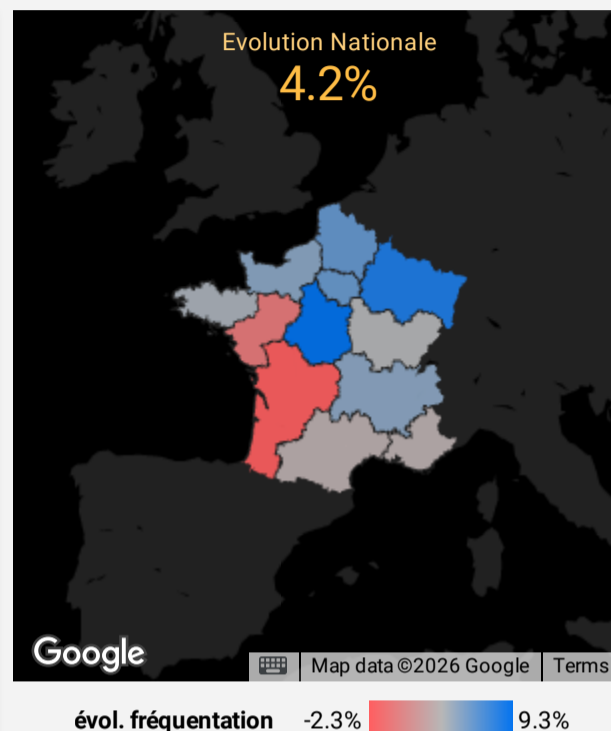 Evolution Nationale
4.2%
Google
Map data ©2026 Google
Terms
évol. fréquentation -2.3% 9.3%